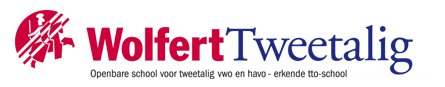 WolfertTweetalig
Openbare school voor tweetalig vwo en havo - erkende tto-school